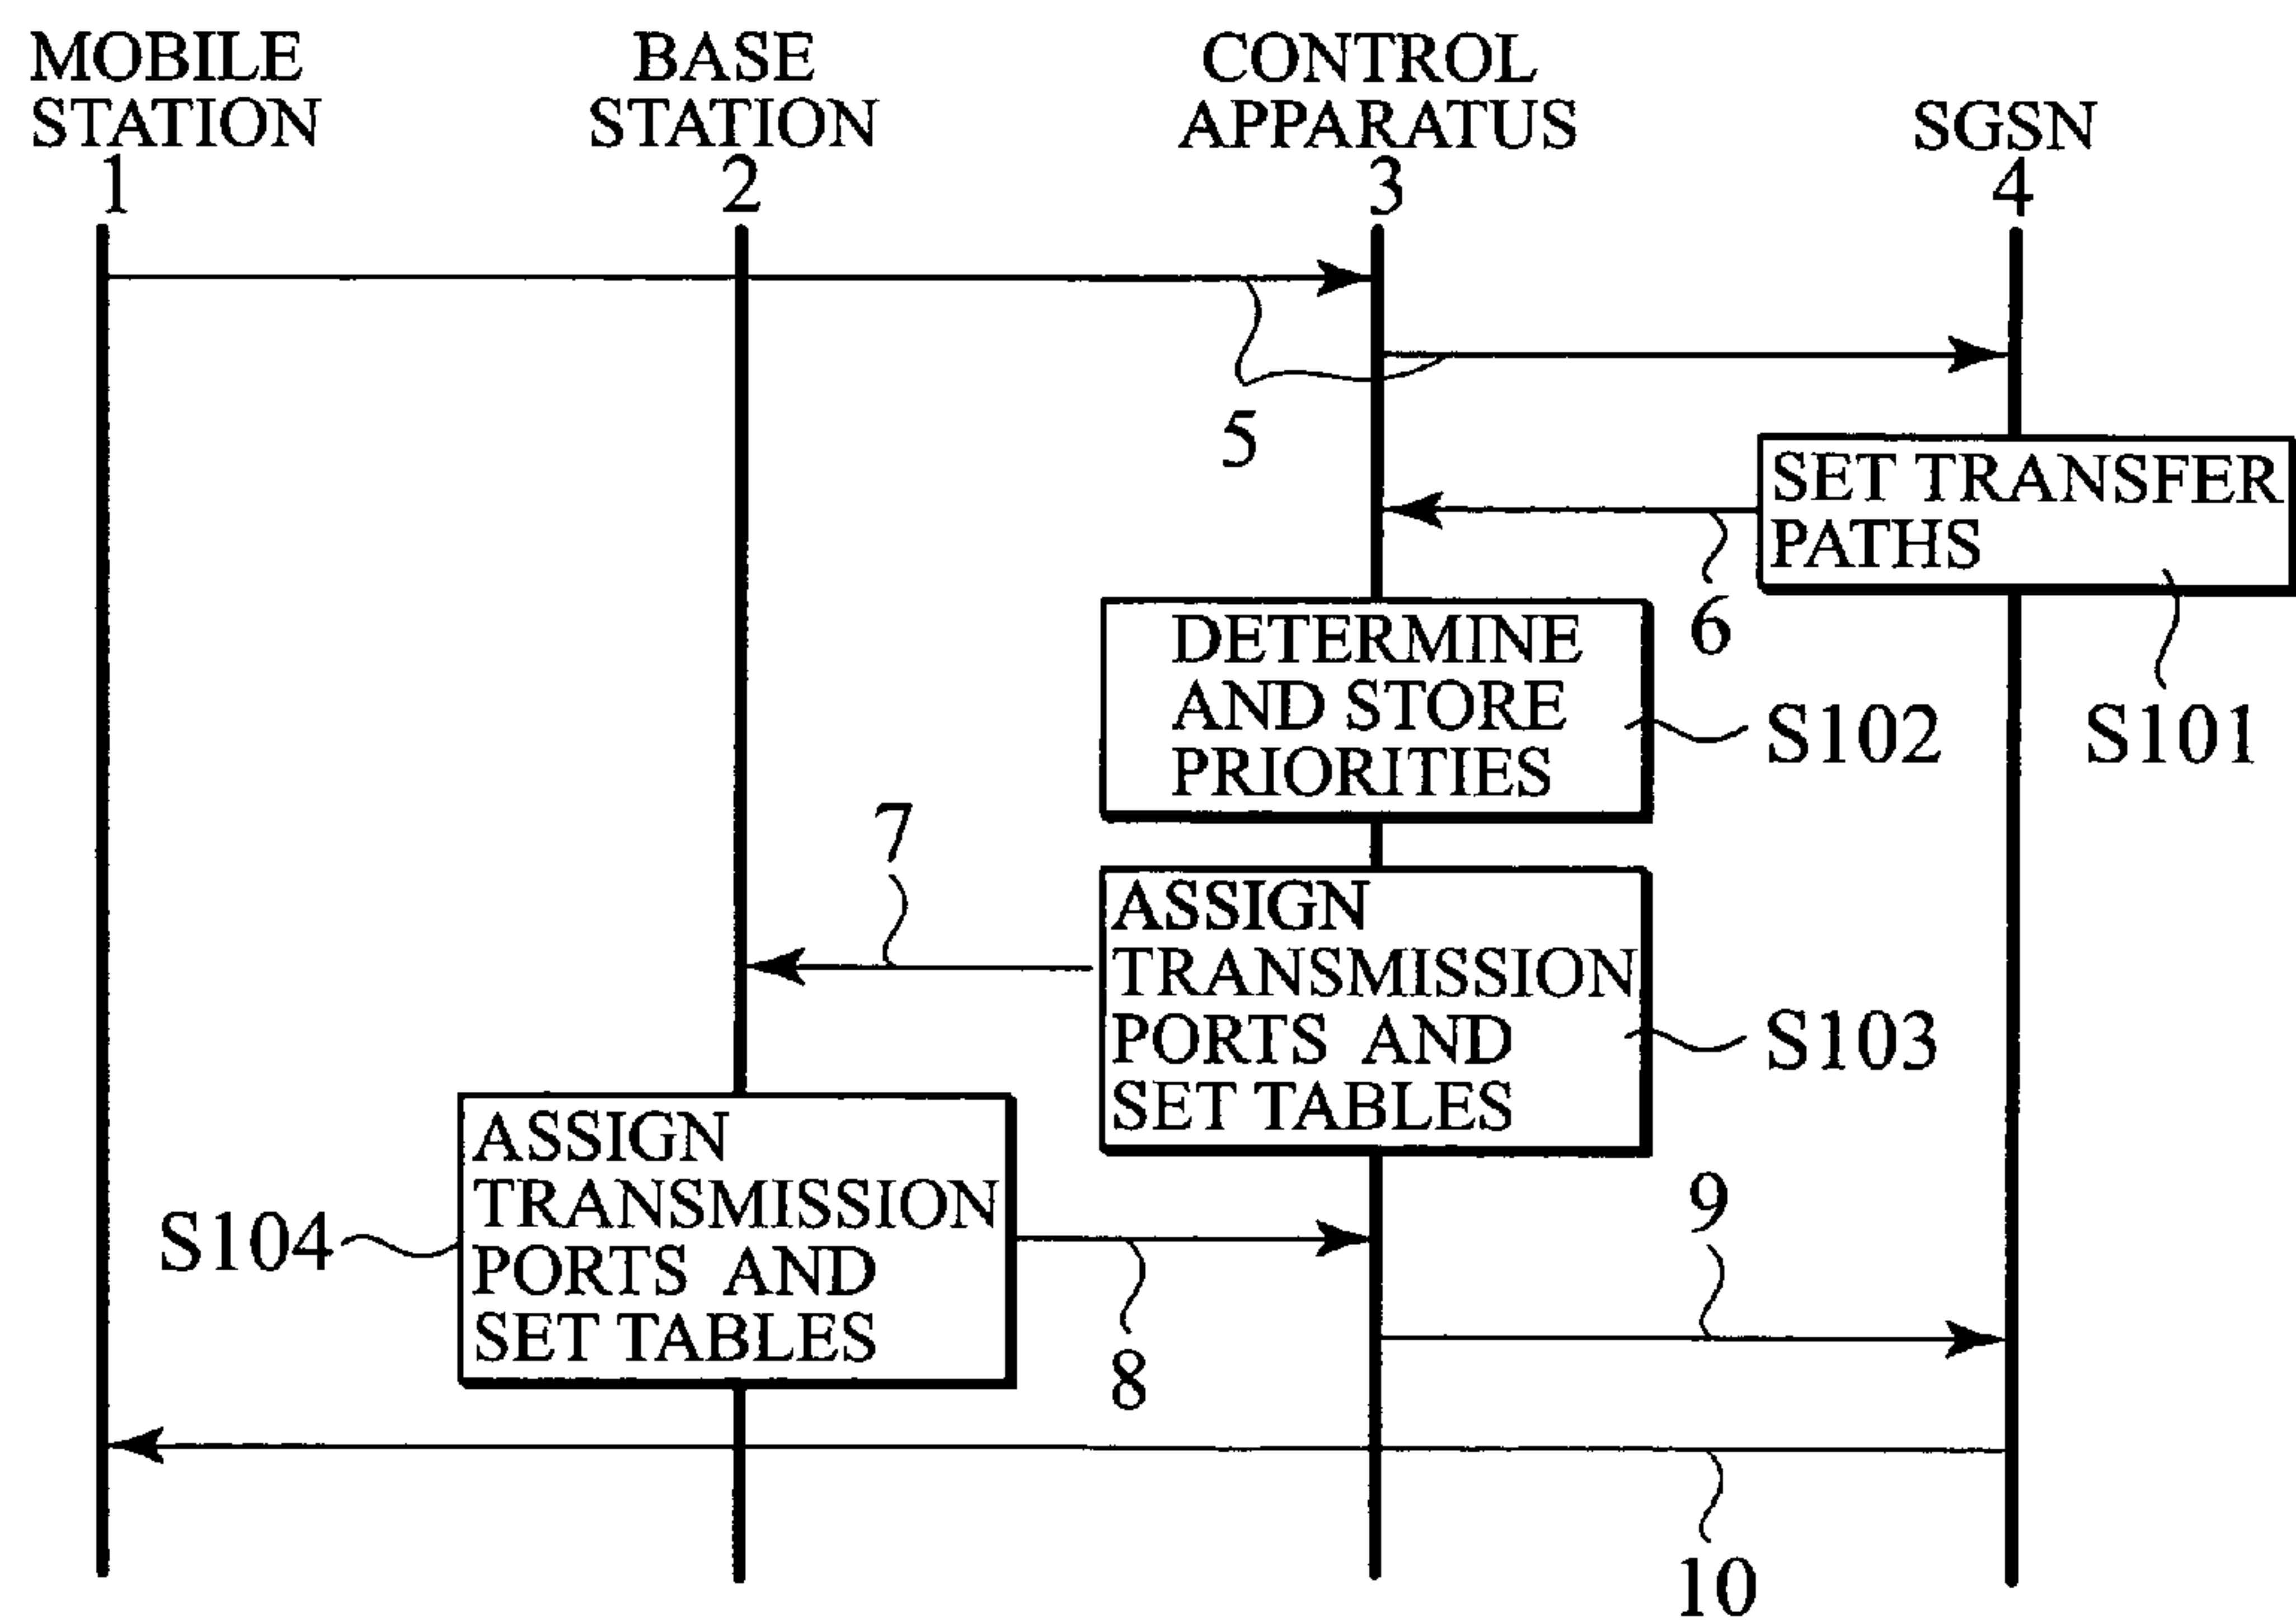 MOBILE
STATION
1
BASE
STATION
2
CONTROL
APPARATUS
3
SGSN
4
5
SET TRANSFER
PATHS
6
S101
DETERMINE
AND STORE
PRIORITIES
S102
7
ASSIGN
TRANSMISSION
PORTS AND
SET TABLES
S103
ASSIGN
TRANSMISSION
PORTS AND
SET TABLES
S104
8
9
10